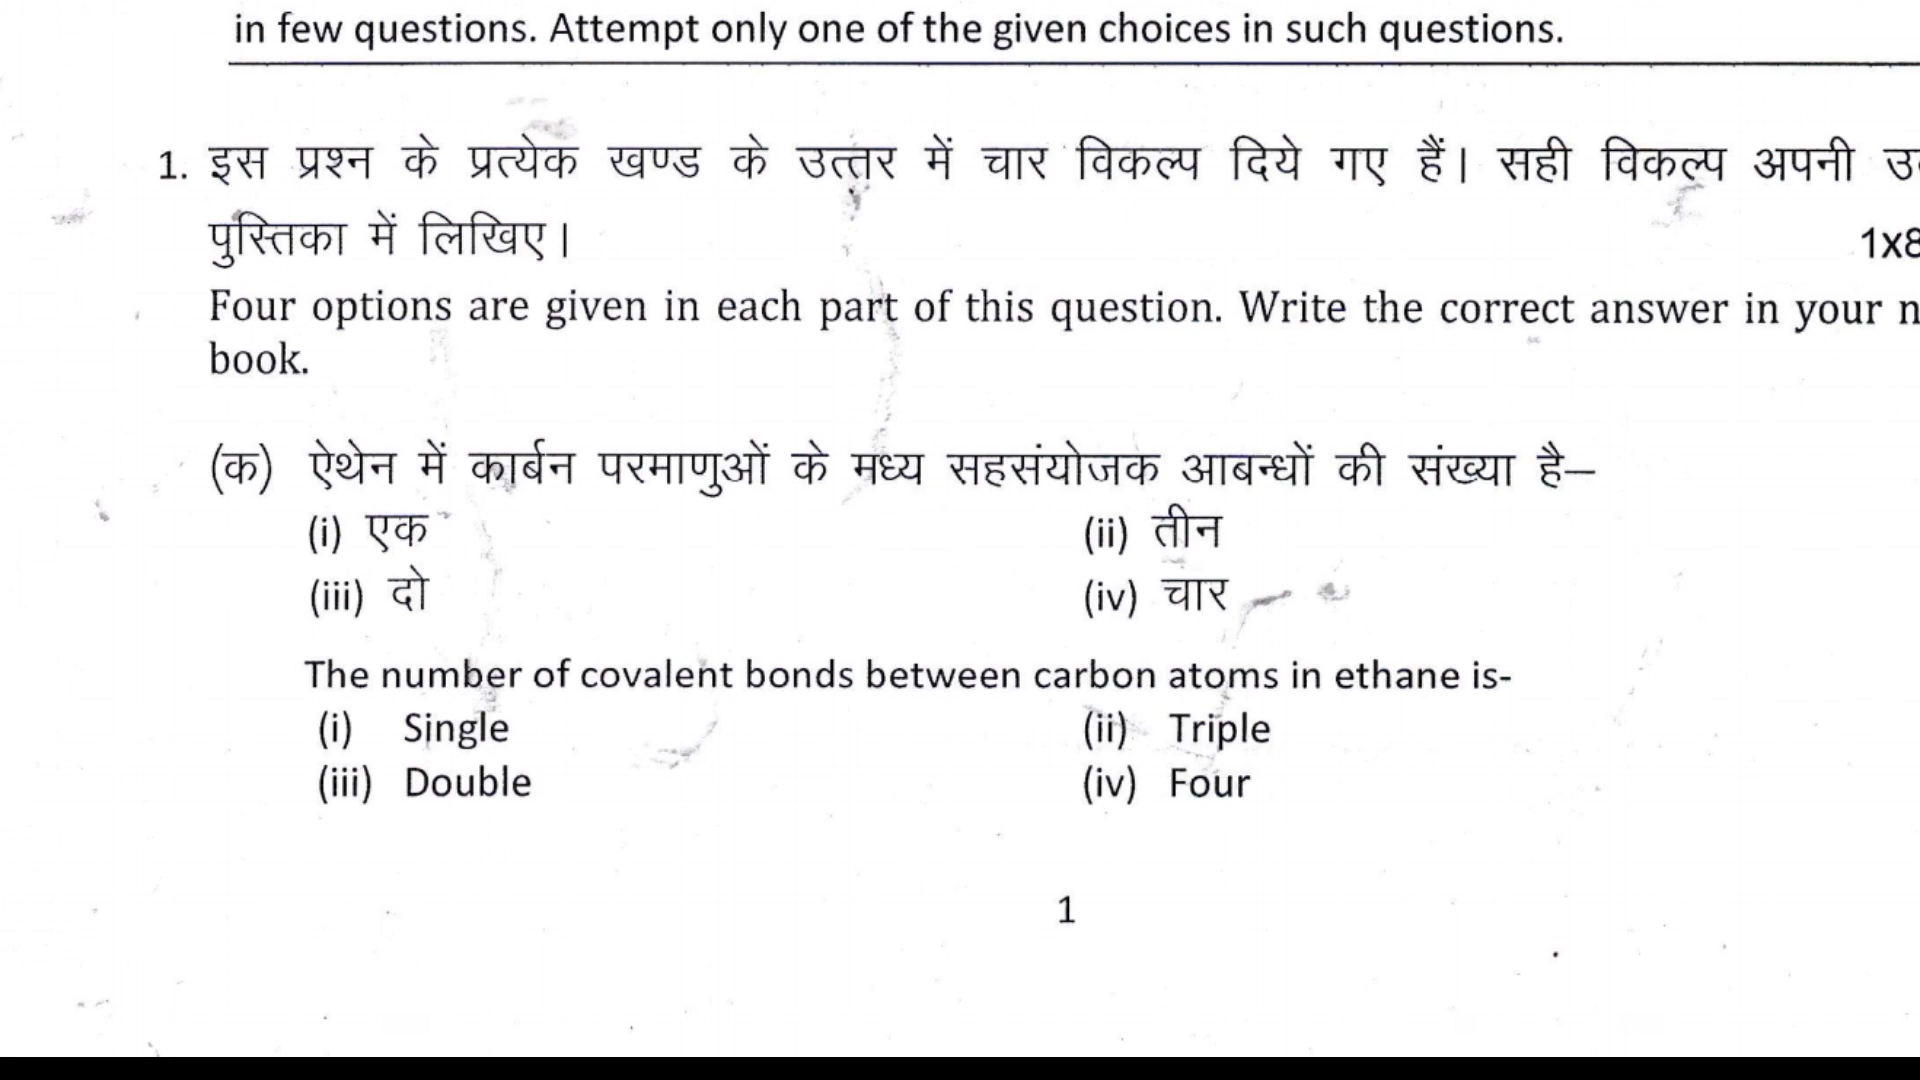 in few questions. Attempt only one of the given choices in such questions.
1. इस प्रश्न के प्रत्येक खण्ड के उत्तर में चार विकल्प दिये गए हैं। सही विकल्प अपनी
पुस्तिका में लिखिए। 1x8
Four options are given in each part of this question. Write the correct answer in your
book.
(क) ऐथेन में कार्बन परमाणुओं के मध्य सहसंयोजक आबन्धों की संख्या है–
(i) एक (ii) तीन
(iii) दो (iv) चार
The number of covalent bonds between carbon atoms in ethane is-
(i) Single (ii) Triple
(iii) Double (iv) Four
1